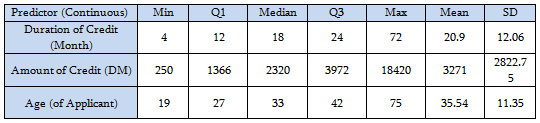 Predictor (Continuous) Min Q1 Median Q3 Max Mean SD
Duration of Credit (Month) 4 12 18 24 72 20.9 12.06
Amount of Credit (DM) 250 1366 2320 3972 18420 3271 2822.75
Age (of Applicant) 19 27 33 42 75 35.54 11.35